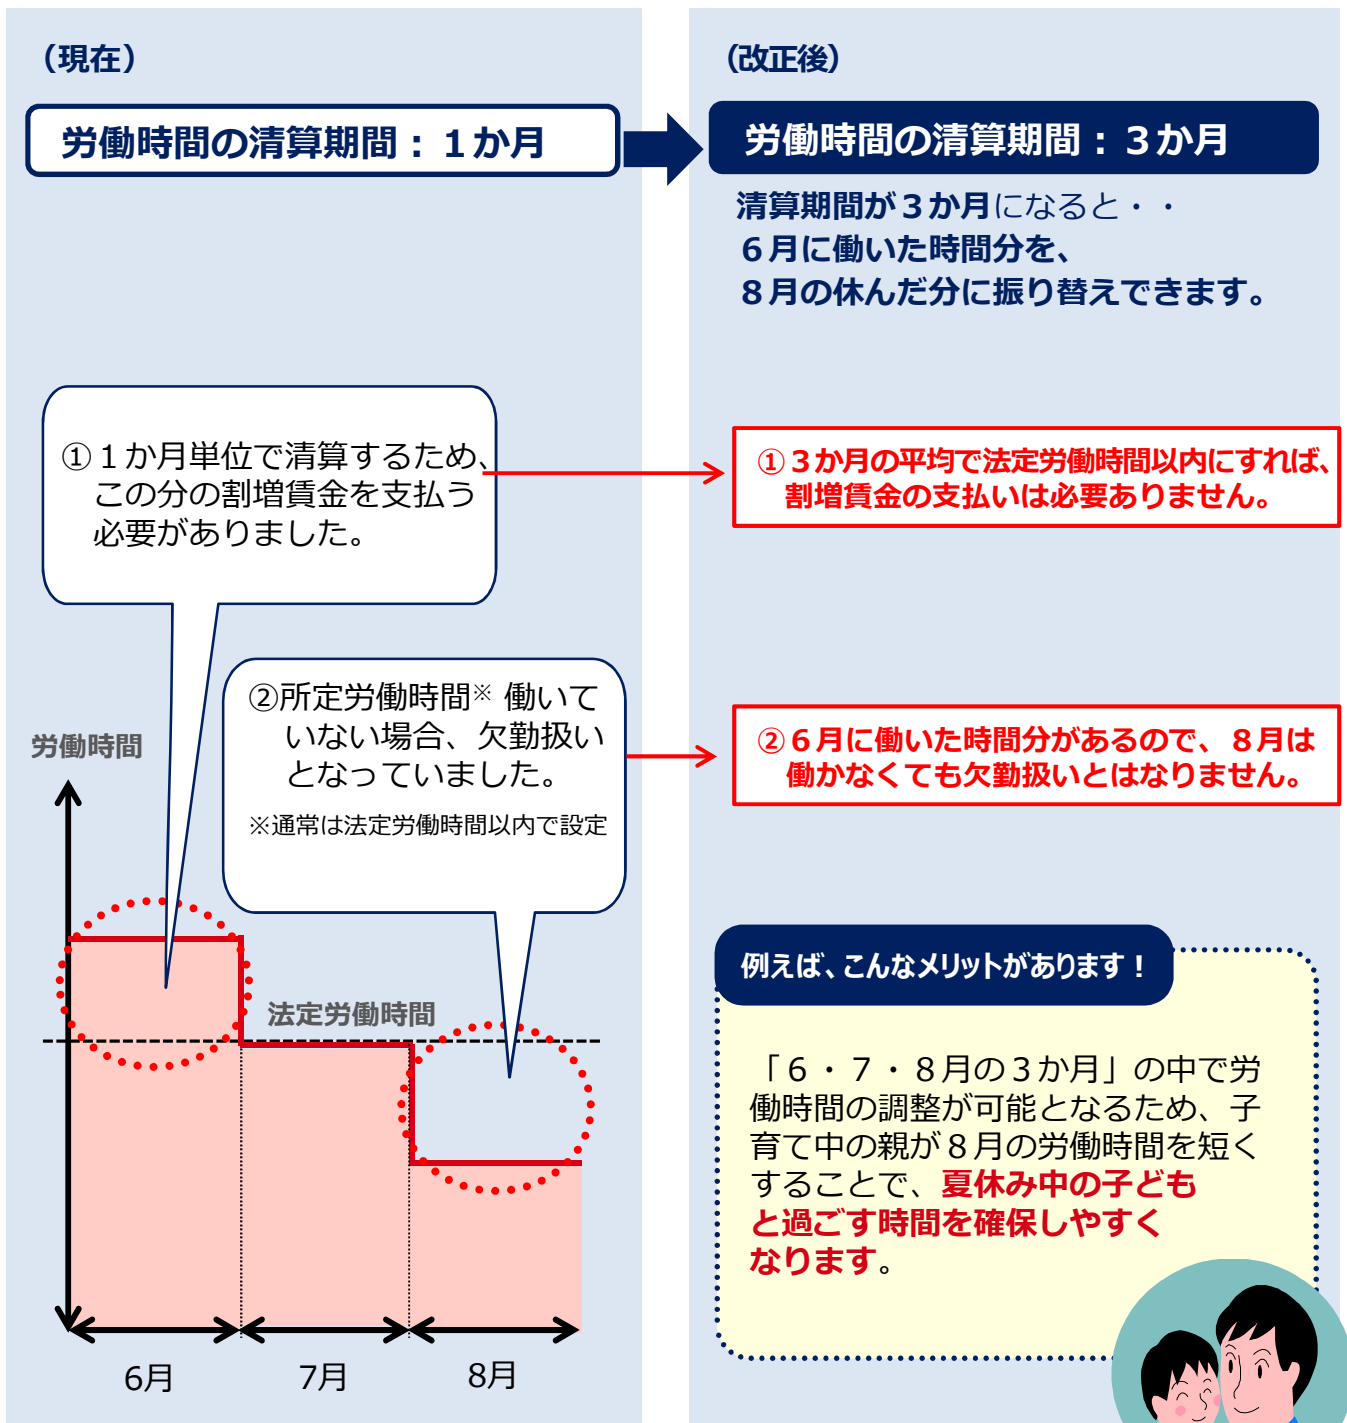 （現在）
労働時間の清算期間：１か月
①１か月単位で清算するため、
この分の割増賃金を支払う
必要がありました。
②所定労働時間※ 働いて
いない場合、欠勤扱い
となっていました。
※通常は法定労働時間以内で設定
労働時間
法定労働時間
6月
7月
8月
（改正後）
労働時間の清算期間：３か月
清算期間が３か月になると・・
６月に働いた時間分を、
８月の休んだ分に振り替えできます。
①３か月の平均で法定労働時間以内にすれば、
割増賃金の支払いは必要ありません。
②６月に働いた時間分があるので、８月は
働かなくても欠勤扱いとはなりません。
例えば、こんなメリットがあります！
「６・７・８月の３か月」の中で労
働時間の調整が可能となるため、子
育て中の親が８月の労働時間を短く
することで、夏休み中の子ども
と過ごす時間を確保しやすく
なります。